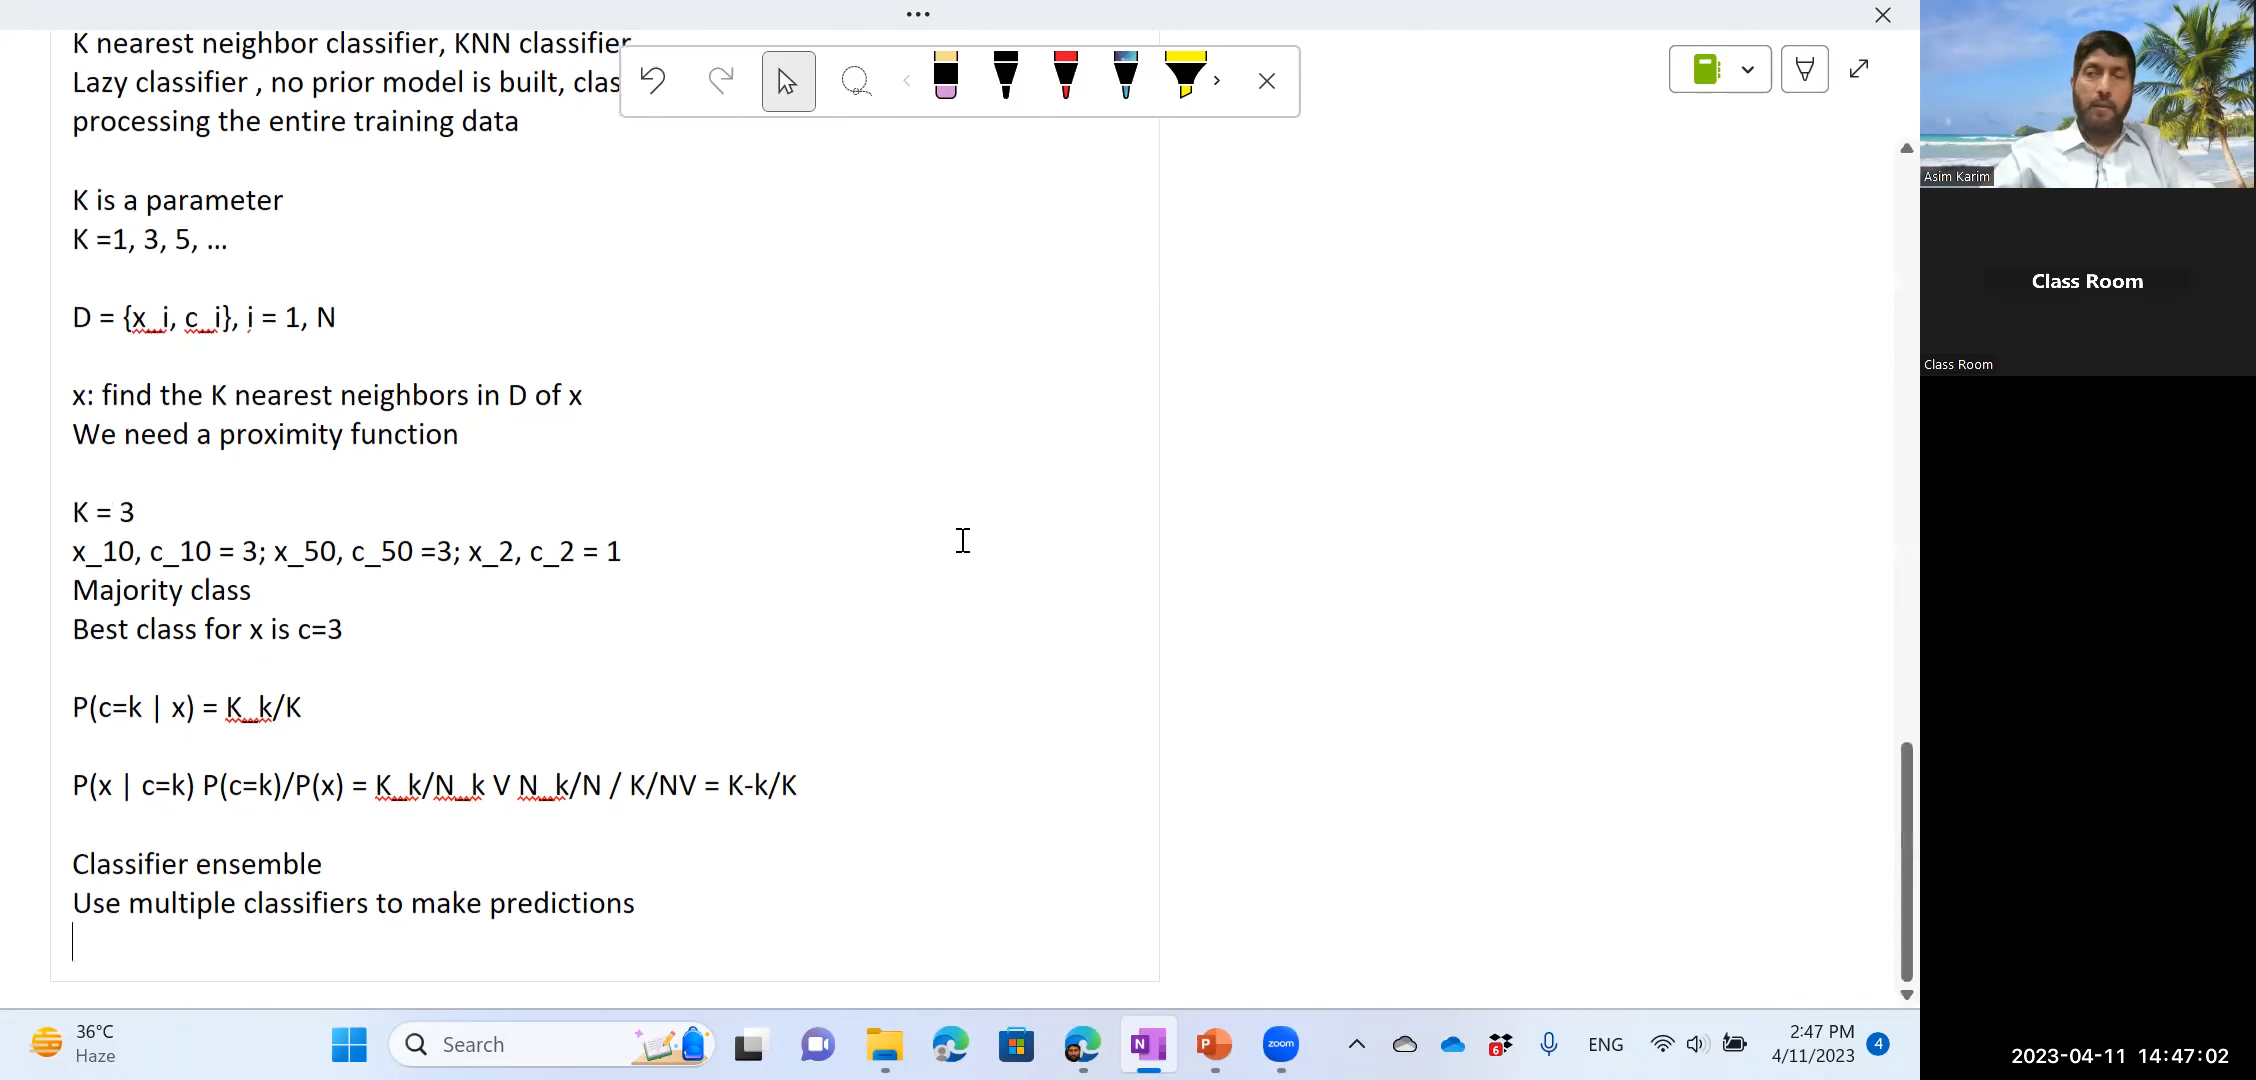 K nearest neighbor classifier, KNN classifier
Lazy classifier , no prior model is built, clas
processing the entire training data
K is a parameter
K =1, 3, 5, ...
D = {x_i, c_i}, i = 1, N
x: find the K nearest neighbors in D of x
We need a proximity function
K = 3
x_10, c_10 = 3; x_50, c_50 =3; x_2, c_2 = 1
Majority class
Best class for x is c=3
P(c=k | x) = K_k/K
P(x | c=k) P(c=k)/P(x) = K_k/N_k V N_k/N / K/NV = K-k/K
Classifier ensemble
Use multiple classifiers to make predictions
Asim Karim
Class Room
Class Room
36°C
Haze
Search
N
P
zoom
6
ENG
2:47 PM
4/11/2023
4
2023-04-11 14:47:02